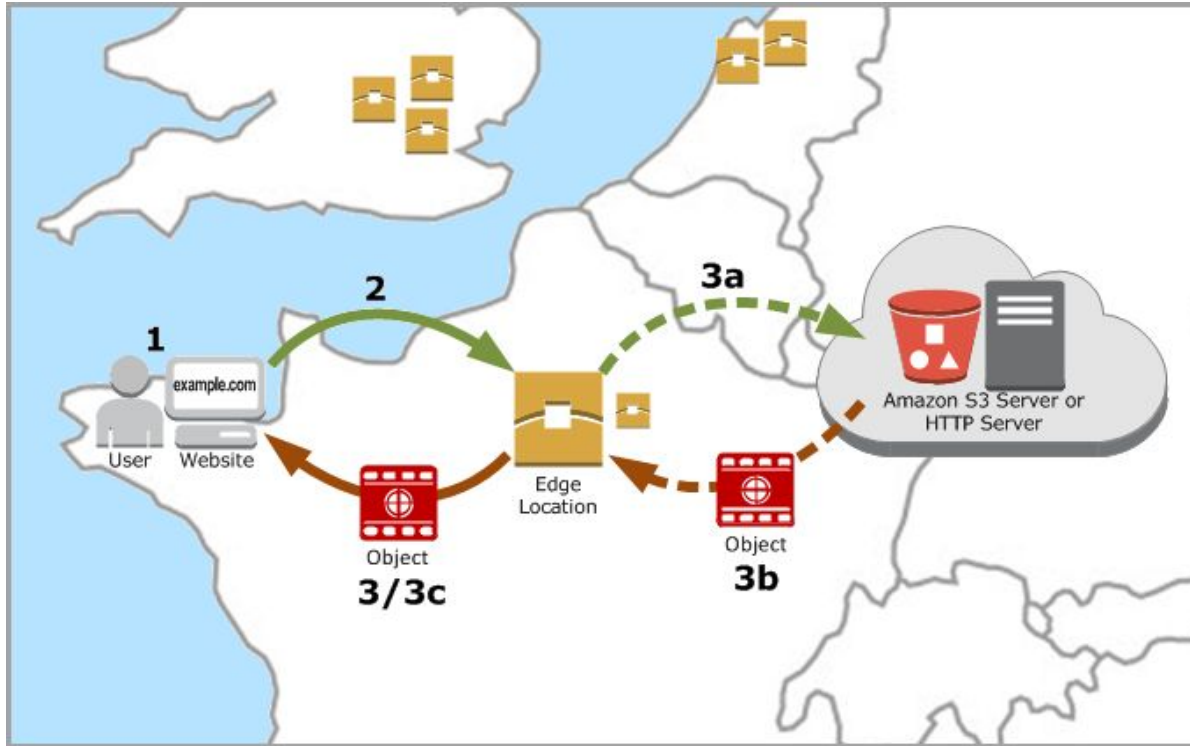 2
3a
1
example.com
User
Website
Edge
Location
Amazon S3 Server or
HTTP Server
Object
3/3c
Object
3b